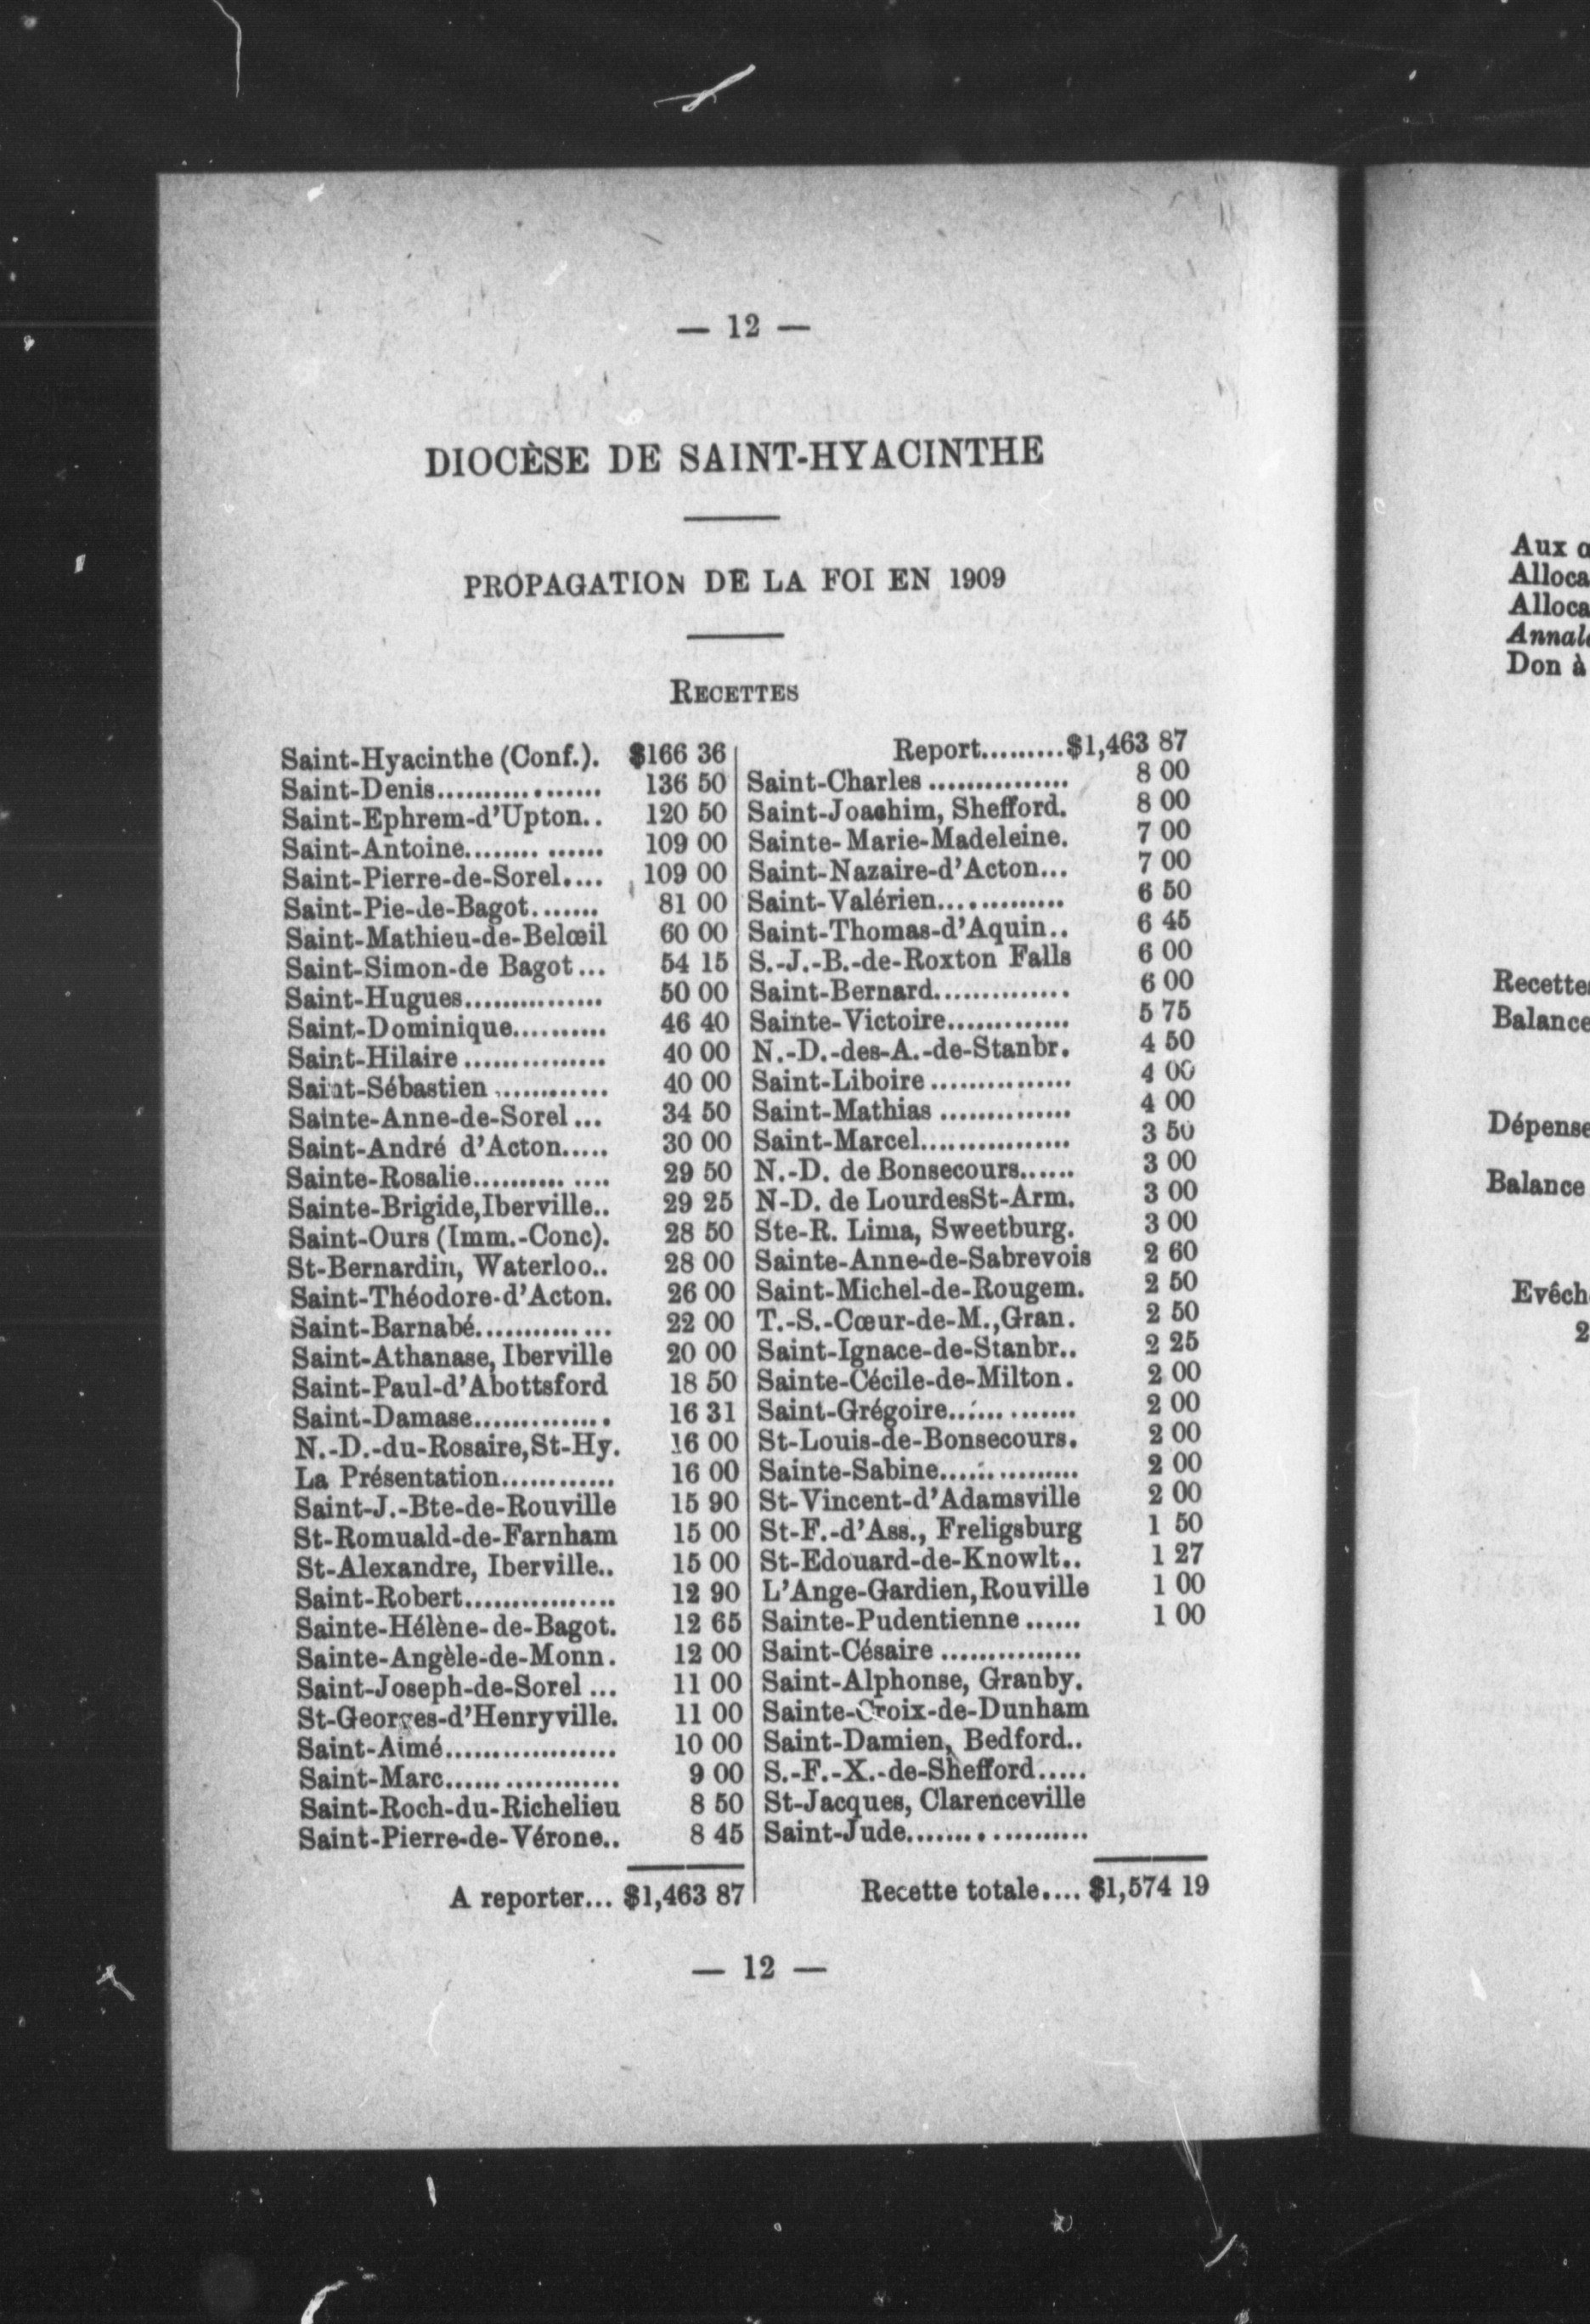 — 12 —
DIOCÈSE DE SAINT-HYACINTHE
PROPAGATION DE LA FOI EN 1909
RECETTES
Saint-Hyacinthe (Conf.). $166 36
Saint-Denis................. 136 50
Saint-Ephrem-d'Upton.. 120 50
Saint-Antoine........ ...... 109 00
Saint-Pierre-de-Sorel.... 109 00
Saint-Pie-de-Bagot....... 81 00
Saint-Mathieu-de-Belœil 60 00
Saint-Simon-de Bagot... 54 15
Saint-Hugues............... 50 00
Saint-Dominique.......... 46 40
Saint-Hilaire............... 40 00
Saint-Sébastien............ 40 00
Sainte-Anne-de-Sorel... 34 50
Saint-André d'Acton..... 30 00
Sainte-Rosalie.......... .... 29 50
Sainte-Brigide,Iberville.. 29 25
Saint-Ours (Imm.-Conc). 28 50
St-Bernardin, Waterloo.. 28 00
Saint-Théodore-d'Acton. 26 00
Saint-Barnabé.............. 22 00
Saint-Athanase, Iberville 20 00
Saint-Paul-d'Abottsford 18 50
Saint-Damase.............. 16 31
N.-D.-du-Rosaire,St-Hy. 16 00
La Présentation............ 16 00
Saint-J.-Bte-de-Rouville 15 90
St-Romuald-de-Farnham 15 00
St-Alexandre, Iberville.. 15 00
Saint-Robert................ 12 90
Sainte-Hélène-de-Bagot. 12 65
Sainte-Angèle-de-Monn. 12 00
Saint-Joseph-de-Sorel... 11 00
St-Georges-d'Henryville. 11 00
Saint-Aimé.................. 10 00
Saint-Marc.................. 9 00
Saint-Roch-du-Richelieu 8 50
Saint-Pierre-de-Vérone.. 8 45
A reporter... $1,463 87
Report.........$1,463 87
Saint-Charles............... 8 00
Saint-Joachim, Shefford. 8 00
Sainte-Marie-Madeleine. 7 00
Saint-Nazaire-d'Acton... 7 00
Saint-Valérien............. 6 50
Saint-Thomas-d'Aquin.. 6 45
S.-J.-B.-de-Roxton Falls 6 00
Saint-Bernard.............. 6 00
Sainte-Victoire............. 5 75
N.-D.-des-A.-de-Stanbr. 4 50
Saint-Liboire............... 4 00
Saint-Mathias.............. 4 00
Saint-Marcel................ 3 50
N.-D. de Bonsecours...... 3 00
N-D. de LourdesSt-Arm. 3 00
Ste-R. Lima, Sweetburg. 3 00
Sainte-Anne-de-Sabrevois 2 60
Saint-Michel-de-Rougem. 2 50
T.-S.-Cœur-de-M.,Gran. 2 50
Saint-Ignace-de-Stanbr.. 2 25
Sainte-Cécile-de-Milton. 2 00
Saint-Grégoire...... ....... 2 00
St-Louis-de-Bonsecours. 2 00
Sainte-Sabine............... 2 00
St-Vincent-d'Adamsville 2 00
St-F.-d'Ass., Freligsburg 1 50
St-Edouard-de-Knowlt.. 1 27
L'Ange-Gardien,Rouville 1 00
Sainte-Pudentienne...... 1 00
Saint-Césaire...............
Saint-Alphonse, Granby.
Sainte-Croix-de-Dunham
Saint-Damien, Bedford..
S.-F.-X.-de-Shefford.....
St-Jacques, Clarenceville
Saint-Jude...................
Recette totale.... $1,574 19
— 12 —
Aux
Alloca
Alloca
Annal
Don à
Recettes
Balance
Dépense
Balance
Evêch
2